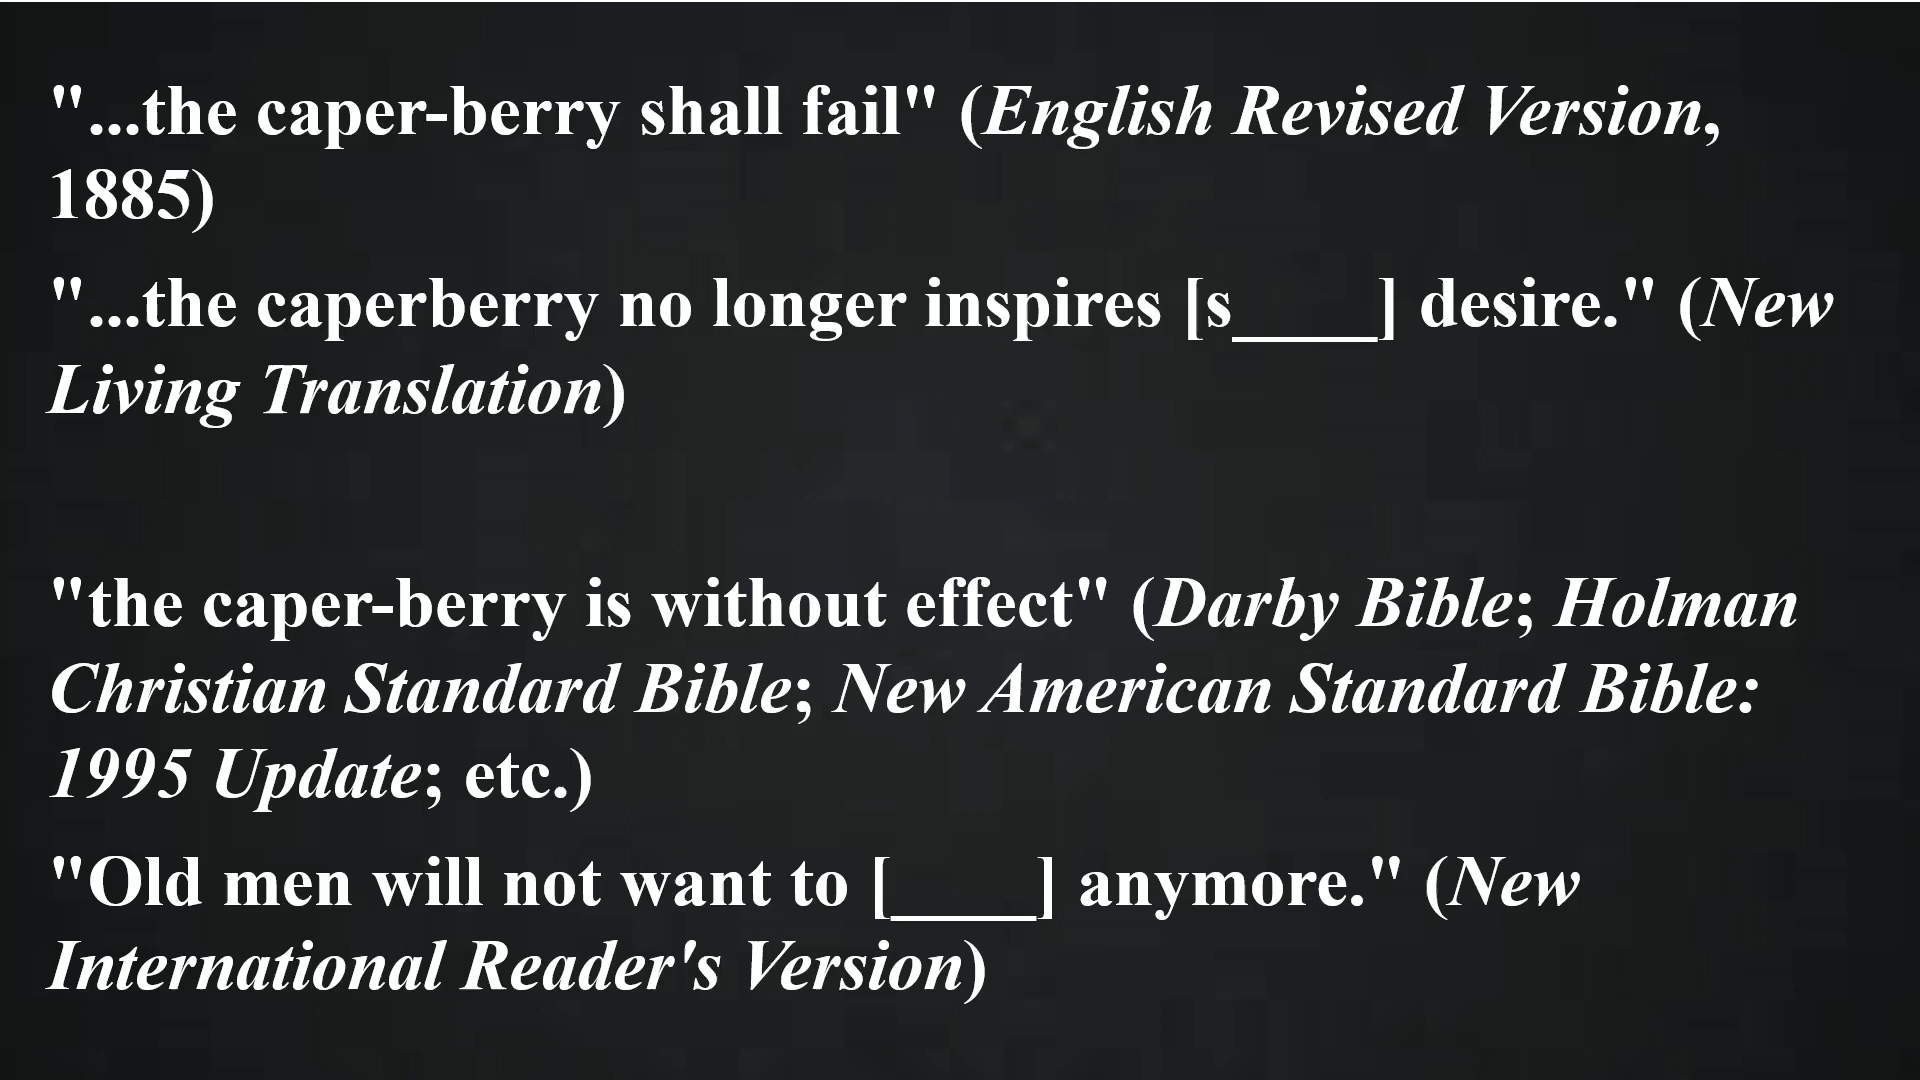 "...the caper-berry shall fail" (English Revised Version,
1885)
"...the caperberry no longer inspires [s____] desire." (New
Living Translation)
"the caper-berry is without effect" (Darby Bible; Holman
Christian Standard Bible; New American Standard Bible:
1995 Update; etc.)
"Old men will not want to [____] anymore." (New
International Reader's Version)